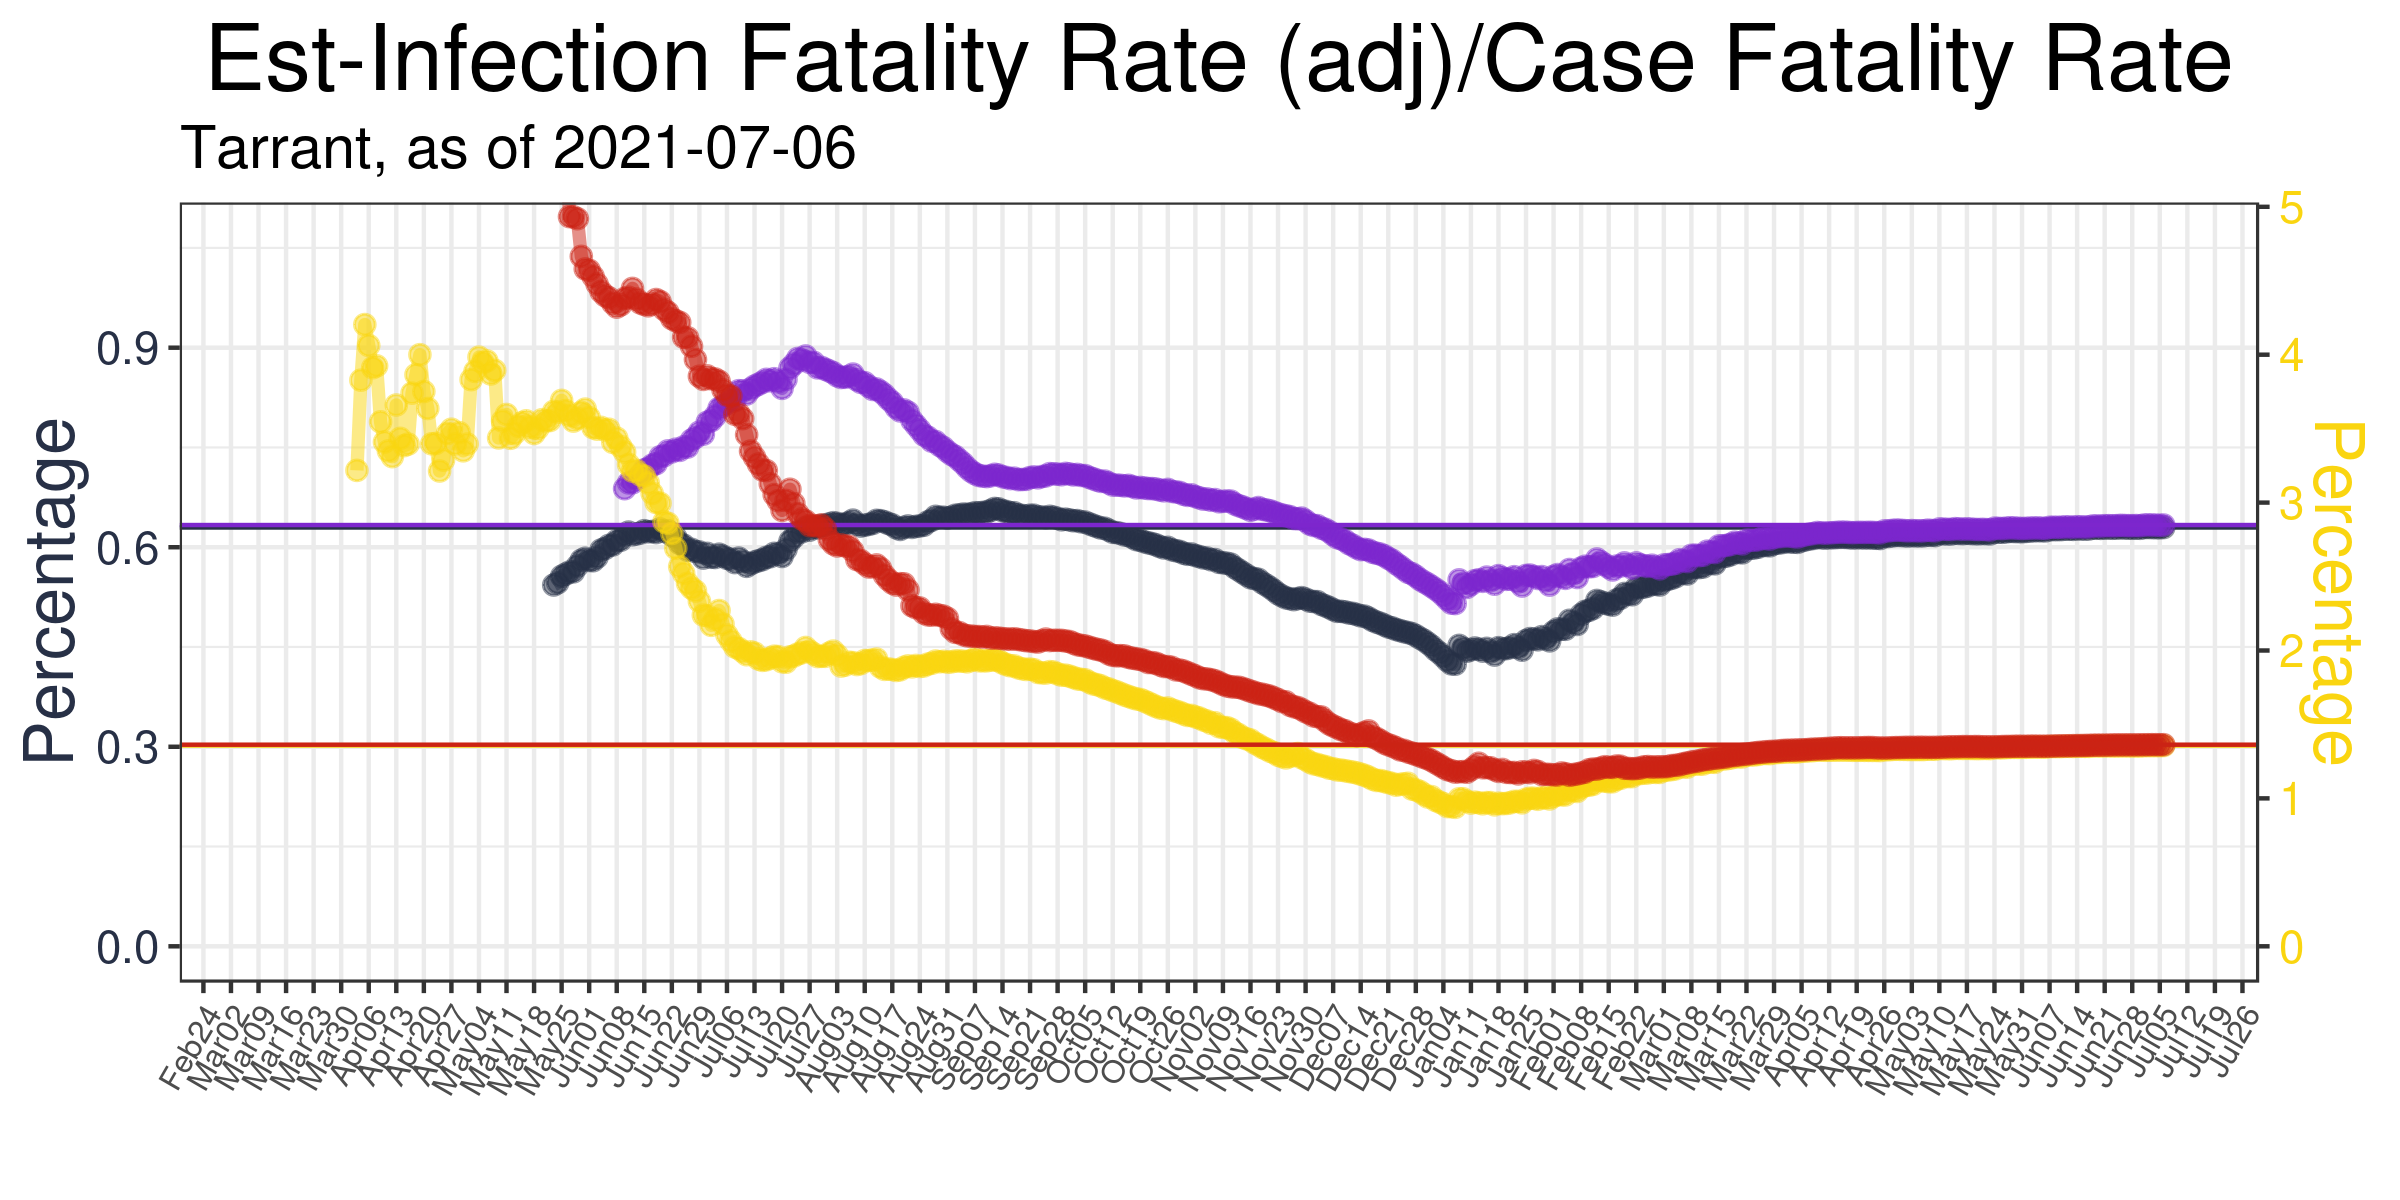 Est-Infection Fatality Rate (adj)/Case Fatality Rate
Tarrant, as of 2021-07-06
Percentage
0.9
0.6
0.3
0.0
5
4
3
2
1
0
Percentage
Feb24
Mar02
Mar09
Mar16
Mar23
Mar30
Apr06
Apr13
Apr20
Apr27
May04
May11
May18
May25
Jun01
Jun08
Jun15
Jun22
Jun29
Jul06
Jul13
Jul20
Jul27
Aug03
Aug10
Aug17
Aug24
Aug31
Sep07
Sep14
Sep21
Sep28
Oct05
Oct12
Oct19
Oct26
Nov02
Nov09
Nov16
Nov23
Nov30
Dec07
Dec14
Dec21
Dec28
Jan04
Jan11
Jan18
Jan25
Feb01
Feb08
Feb15
Feb22
Mar01
Mar08
Mar15
Mar22
Mar29
Apr05
Apr12
Apr19
Apr26
May03
May10
May17
May24
May31
Jun07
Jun14
Jun21
Jun28
Jul05
Jul12
Jul19
Jul26